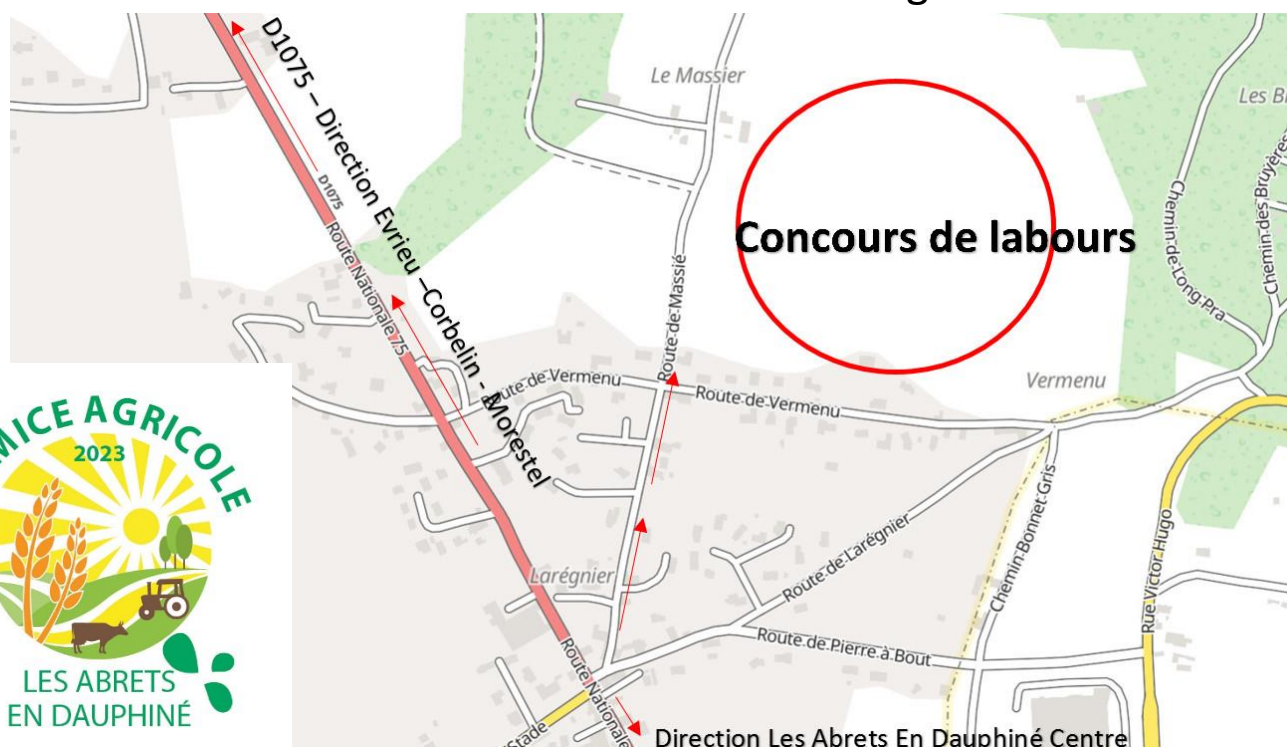 Le Massier
Les B
D1075 – Direction Evrieu –Corbelin - Morestel
D1075
Route Nationale 75
Concours de labours
Route de Massié
Chemin de Long Pra
Chemin des Bruyères
Vermenu
oute de Vermenu
Route de Vermenu
MICE AGRICOLE
2023
LES ABRETS
EN DAUPHINÉ
Larégnier
Route de Larégnier
Chemin Bonnet Gris
Rue Victor Hugo
Route de Pierre à Bout
Route Nationale
Stade
Direction Les Abrets En Dauphiné Centre